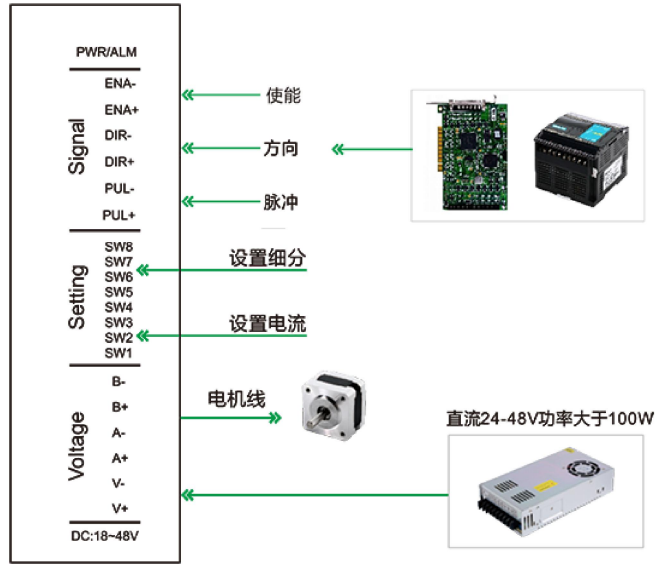 PWR/ALM
Signal
ENA-
ENA+
DIR-
DIR+
PUL-
PUL+
使能
方向
脉冲
Setting
SW8
SW7
SW6
SW5
SW4
SW3
SW2
SW1
设置细分
设置电流
Voltage
B-
B+
A-
A+
V-
V+
电机线
直流24-48V功率大于100W
DC:18~48V